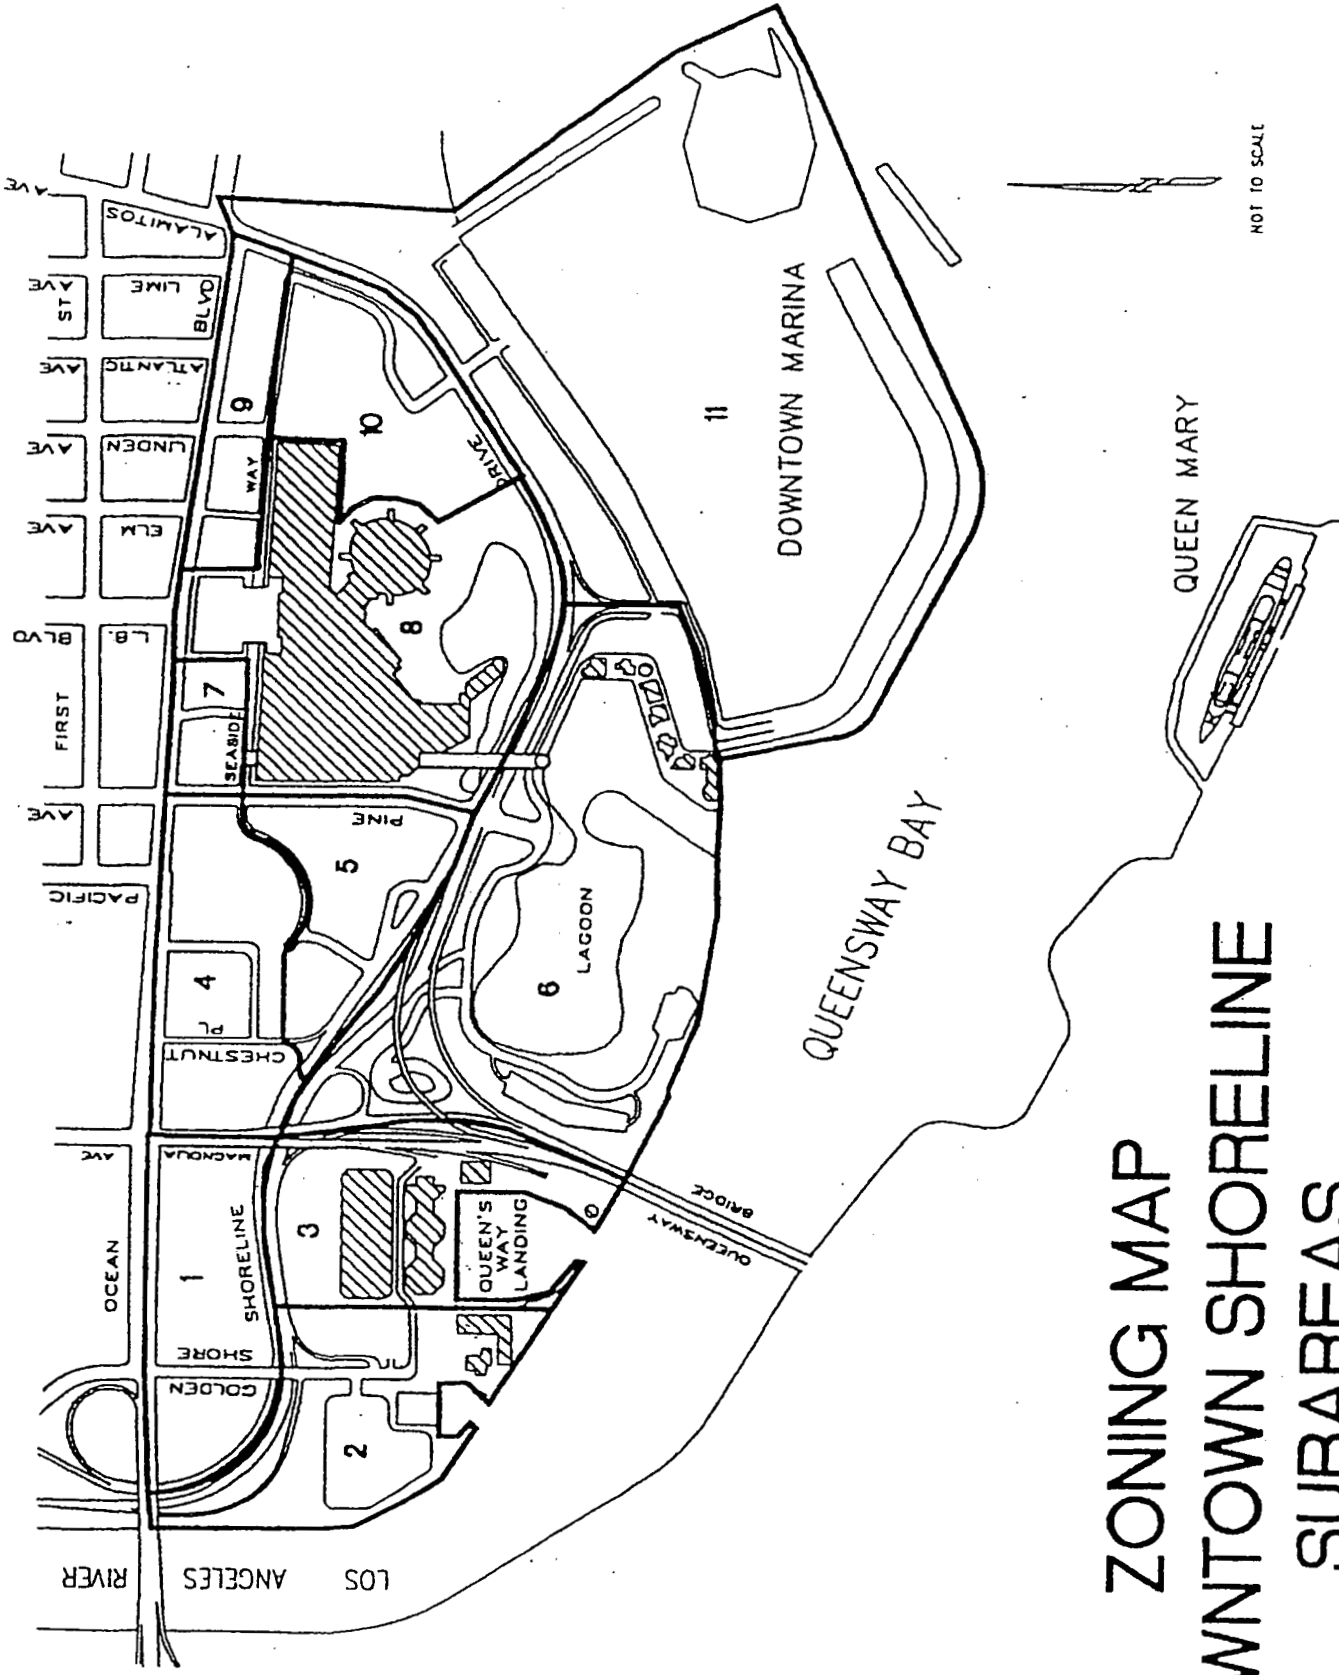 ZONING MAP
WNTOWN SHORELINE
SUBAREAS
LOS
ANGELES
RIVER
OCEAN
AVE
MAGNOLIA
GOLDEN
SHORE
SHORELINE
1
2
3
QUEEN'S
WAY
LANDING
QUEENSWAY
BRIDGE
CHESTNUT
PL
4
PACIFIC
AVE
5
PINE
6
LAGOON
FIRST
ST
SEASIDE
WAY
7
L.B.
BLVD
8
ELM
AVE
LINDEN
AVE
9
ATLANTIC
AVE
LIME
AVE
BLVD
ALAMITOS
AVE
10
DRIVE
11
DOWNTOWN MARINA
QUEENSWAY BAY
QUEEN MARY
NOT TO SCALE